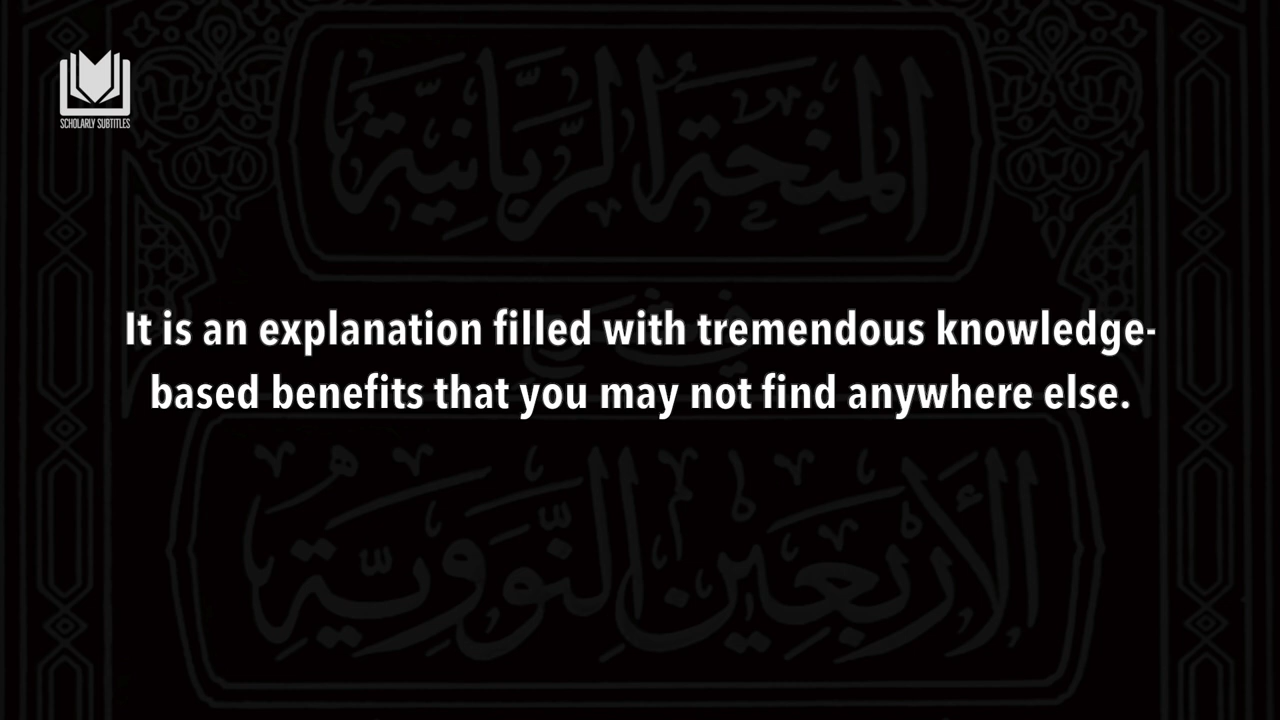 SCHOLARLY SUBTITLES
المنحة الربانية
في شرح
It is an explanation filled with tremendous knowledge-
based benefits that you may not find anywhere else.
الأربعين النووية